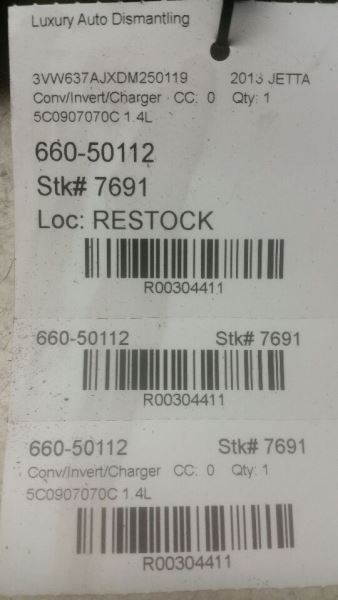 Luxury Auto Dismantling
3VW637AJXDM250119 2013 JETTA
Conv/Invert/Charger CC: 0 Qty: 1
5C0907070C 1.4L
660-50112
Stk# 7691
Loc: RESTOCK
R00304411
660-50112 Stk# 7691
R00304411
660-50112 Stk# 7691
Conv/Invert/Charger CC: 0 Qty: 1
5C0907070C 1.4L
R00304411